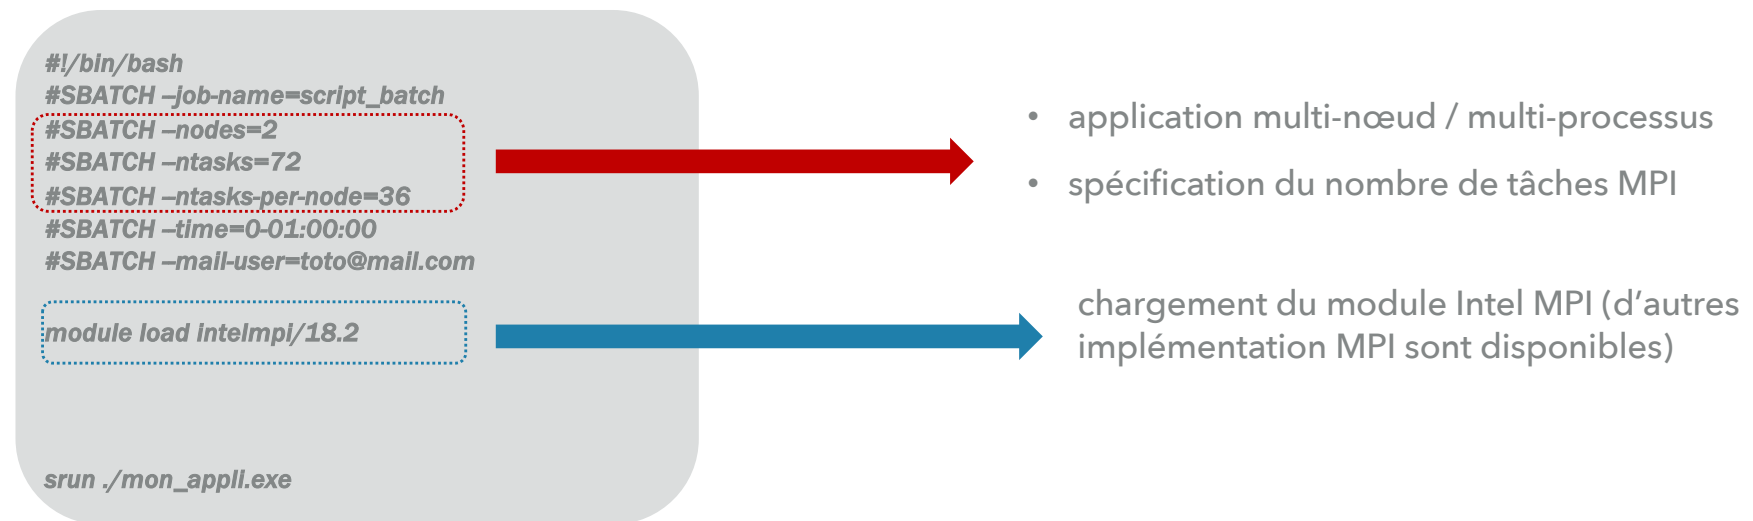 #!/bin/bash
#SBATCH –job-name=script_batch
#SBATCH –nodes=2
#SBATCH –ntasks=72
#SBATCH –ntasks-per-node=36
#SBATCH –time=0-01:00:00
#SBATCH –mail-user=toto@mail.com
module load intelmpi/18.2
srun ./mon_appli.exe
• application multi-nœud / multi-processus
• spécification du nombre de tâches MPI
chargement du module Intel MPI (d’autres
implémentation MPI sont disponibles)